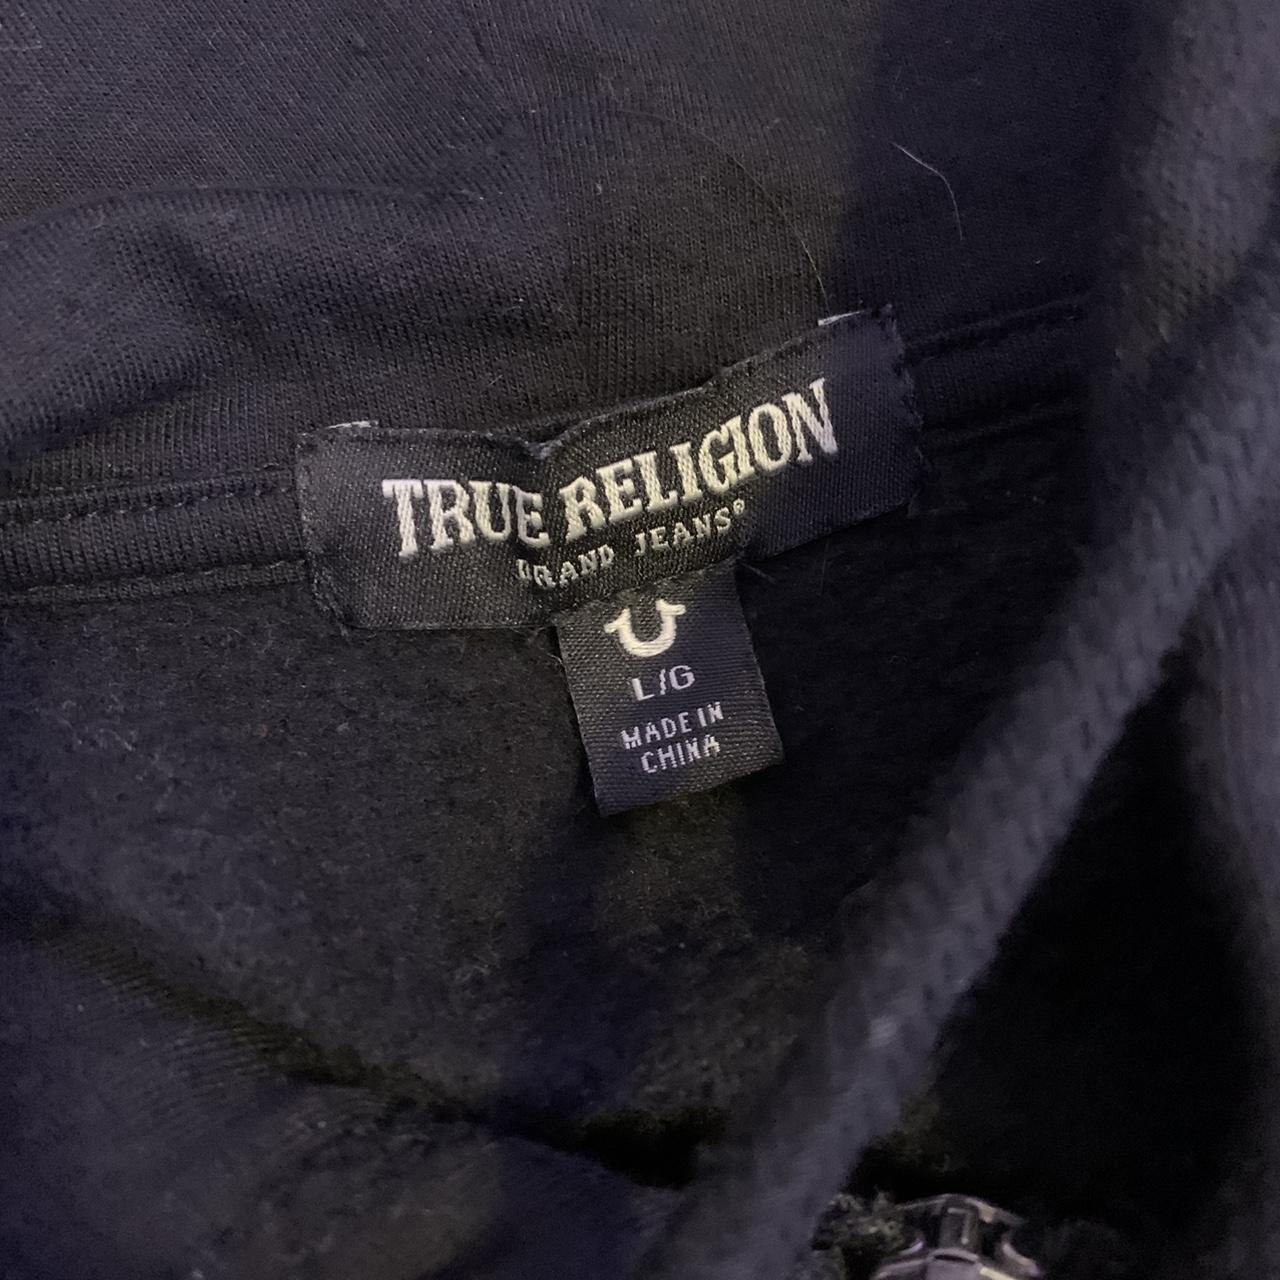 TRUE RELIGION
BRAND JEANS®
L/G
MADE IN
CHINA